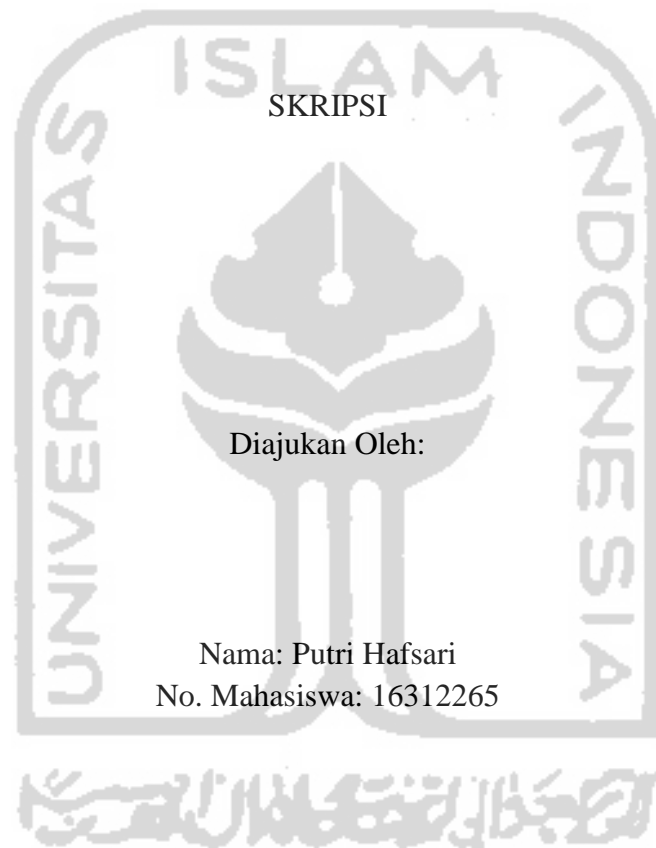 UNIVERSITAS ISLAM INDONESIA
SKRIPSI
Diajukan Oleh:
Nama: Putri Hafsari
No. Mahasiswa: 16312265